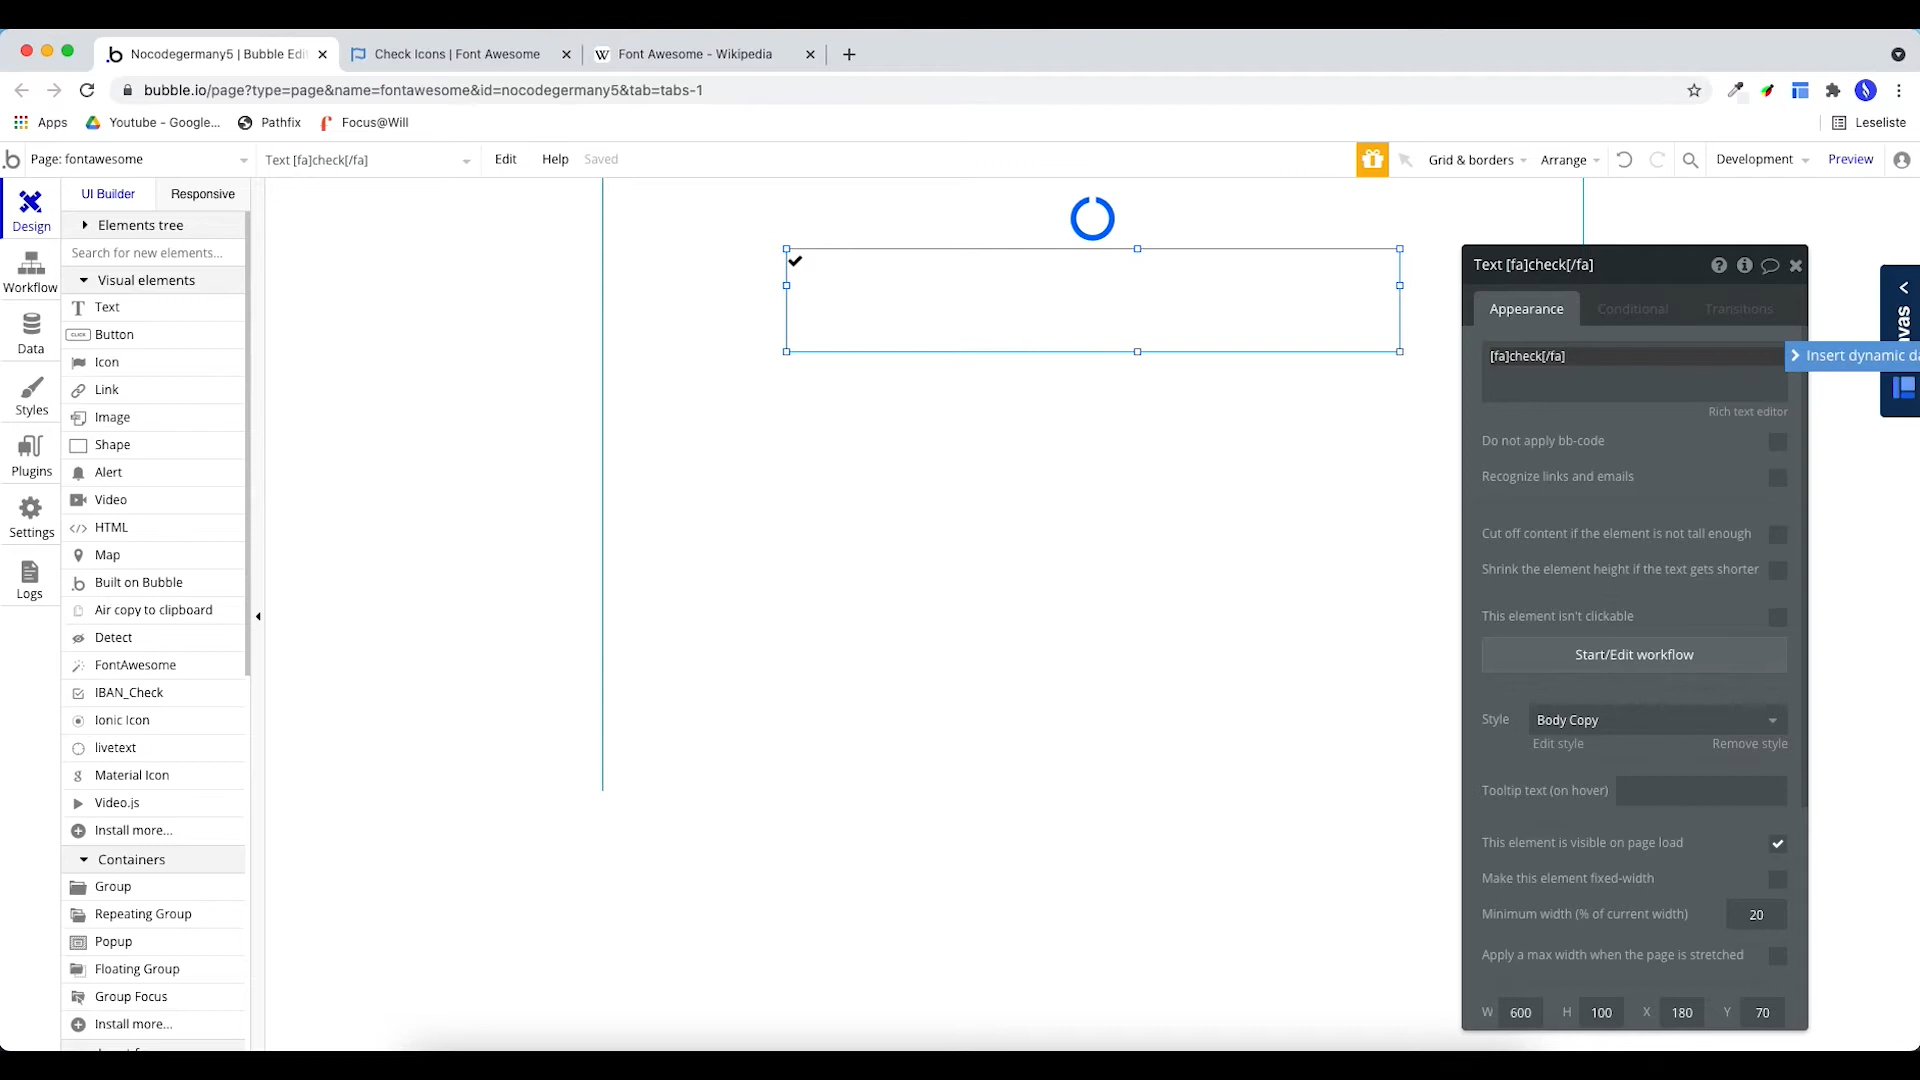 Nocodegermany5 | Bubble Edi
Check Icons | Font Awesome
W Font Awesome - Wikipedia
bubble.io/page?type=page&name=fontawesome&id=nocodegermany5&tab=tabs-1
Apps
Youtube - Google...
Pathfix
Focus@Will
Leseliste
Page: fontawesome
Text [fa]check[/fa]
Edit
Help
Saved
Grid & borders
Arrange
Development
Preview
Design
Workflow
Data
Styles
Plugins
Settings
Logs
UI Builder
Responsive
Elements tree
Search for new elements...
Visual elements
Text
CLICK Button
Icon
Link
Image
Shape
Alert
Video
HTML
Map
Built on Bubble
Air copy to clipboard
Detect
FontAwesome
IBAN_Check
Ionic Icon
livetext
Material Icon
Video.js
Install more...
Containers
Group
Repeating Group
Popup
Floating Group
Group Focus
Install more...
Text [fa]check[/fa]
Appearance
Conditional
Transitions
[fa]check[/fa]
Insert dynamic da
Rich text editor
Do not apply bb-code
Recognize links and emails
Cut off content if the element is not tall enough
Shrink the element height if the text gets shorter
This element isn't clickable
Start/Edit workflow
Style
Body Copy
Edit style
Remove style
Tooltip text (on hover)
This element is visible on page load
Make this element fixed-width
Minimum width (% of current width)
20
Apply a max width when the page is stretched
W 600 H 100 X 180 Y 70